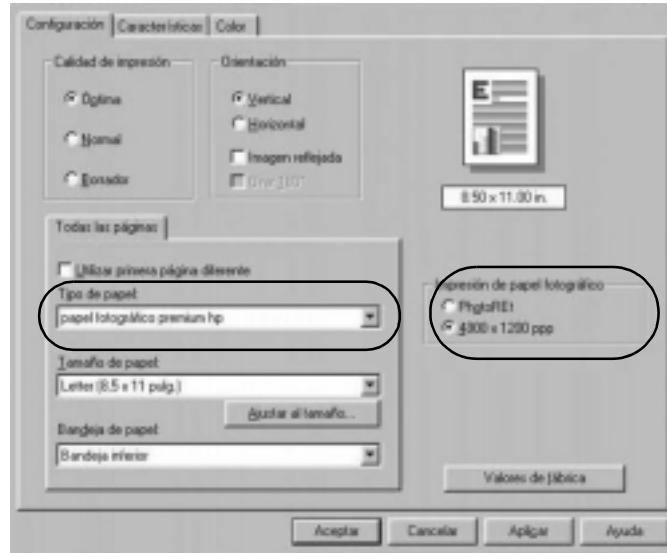 Configuración Características Color
Calidad de impresión
Óptima
Normal
Borrador
Orientación
Vertical
Horizontal
Imagen reflejada
Girar 180°
E
8.50 x 11.00 in.
Todas las páginas
Utilizar primera página diferente
Tipo de papel:
papel fotográfico premium hp
Tamaño de papel:
Letter (8.5 x 11 pulg.)
Ajustar al tamaño...
Bandeja de papel:
Bandeja inferior
Impresión de papel fotográfico
PhotoREt
4800 x 1200 ppp
Valores de fábrica
Aceptar Cancelar Aplicar Ayuda